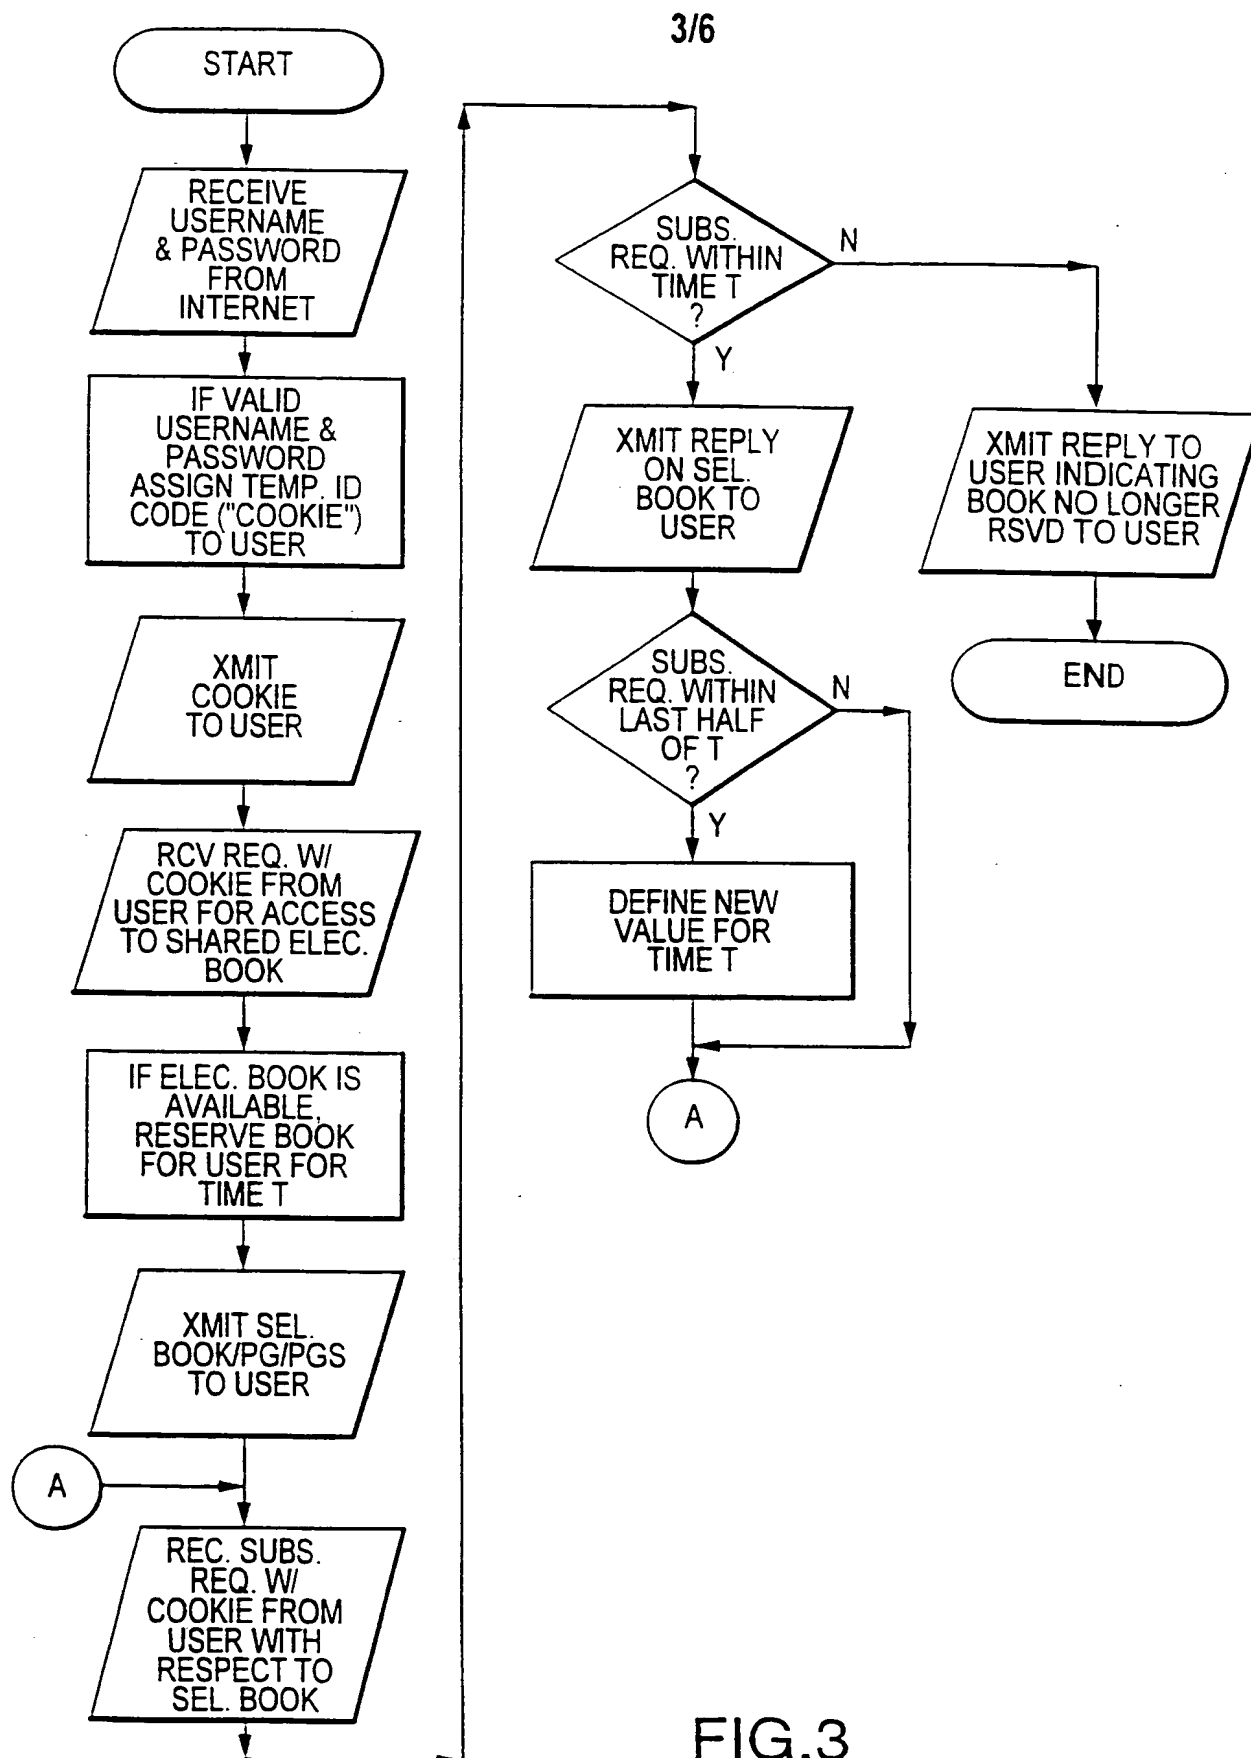 3/6
START
RECEIVE
USERNAME
& PASSWORD
FROM
INTERNET
IF VALID
USERNAME &
PASSWORD
ASSIGN TEMP. ID
CODE ("COOKIE")
TO USER
XMIT
COOKIE
TO USER
RCV REQ. W/
COOKIE FROM
USER FOR ACCESS
TO SHARED ELEC.
BOOK
IF ELEC. BOOK IS
AVAILABLE,
RESERVE BOOK
FOR USER FOR
TIME T
XMIT SEL.
BOOK/PG/PGS
TO USER
A
REC. SUBS.
REQ. W/
COOKIE FROM
USER WITH
RESPECT TO
SEL. BOOK
SUBS.
REQ. WITHIN
TIME T
?
N
Y
XMIT REPLY
ON SEL.
BOOK TO
USER
XMIT REPLY TO
USER INDICATING
BOOK NO LONGER
RSVD TO USER
END
SUBS.
REQ. WITHIN
LAST HALF
OF T
?
N
Y
DEFINE NEW
VALUE FOR
TIME T
A
FIG.3